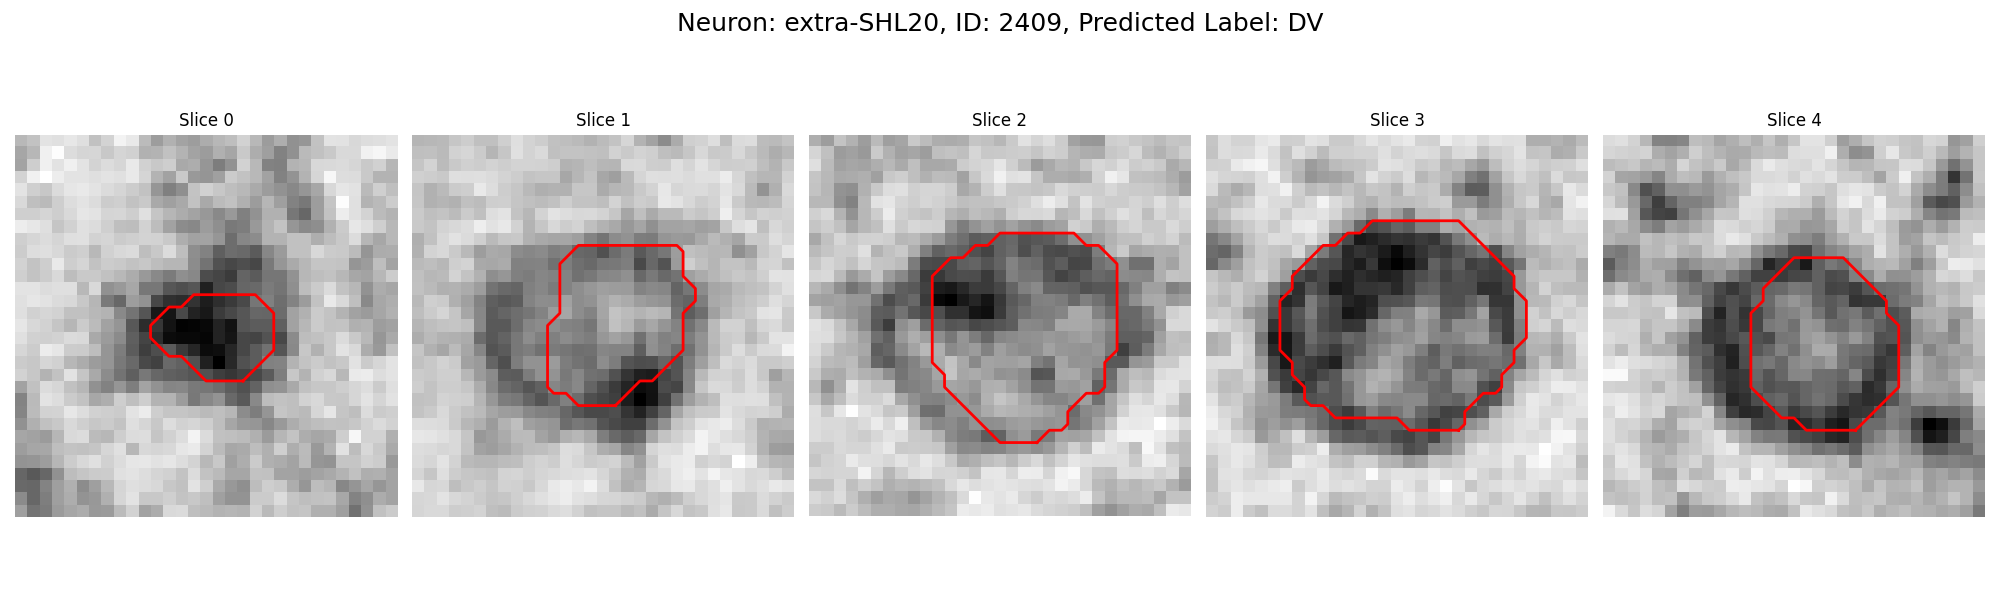 Neuron: extra-SHL20, ID: 2409, Predicted Label: DV
Slice 0
Slice 1
Slice 2
Slice 3
Slice 4